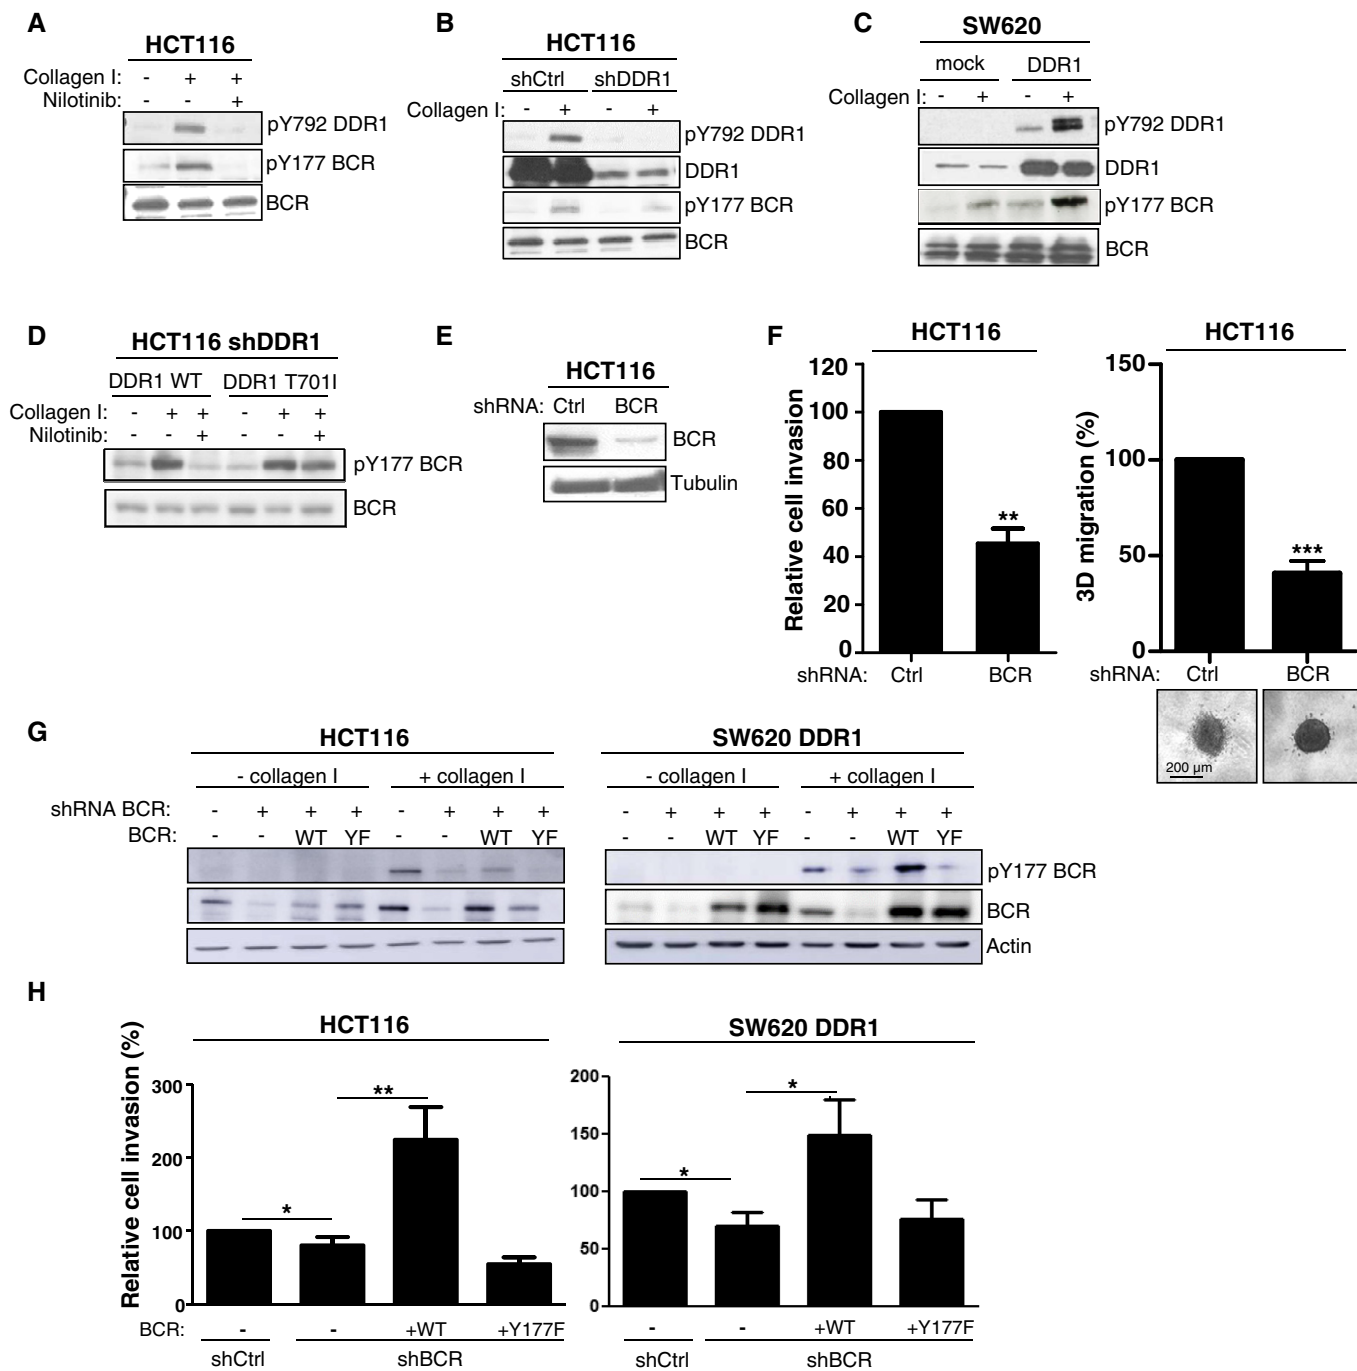 A
HCT116
Collagen I: - + +
Nilotinib: - - +
pY792 DDR1
pY177 BCR
BCR
B
HCT116
shCtrl shDDR1
Collagen I: - + - +
pY792 DDR1
DDR1
pY177 BCR
BCR
C
SW620
mock DDR1
Collagen I: - + - +
pY792 DDR1
DDR1
pY177 BCR
BCR
D
HCT116 shDDR1
DDR1 WT DDR1 T701I
Collagen I: - + + - + +
Nilotinib: - - + - - +
pY177 BCR
BCR
E
HCT116
shRNA: Ctrl BCR
BCR
Tubulin
F
HCT116
Relative cell invasion
120
100
80
60
40
20
0
**
shRNA: Ctrl BCR
HCT116
3D migration (%)
150
100
50
0
***
shRNA: Ctrl BCR
200 µm
G
HCT116
- collagen I + collagen I
shRNA BCR: - + + + - + + +
BCR: - - WT YF - - WT YF
SW620 DDR1
- collagen I + collagen I
- + + + - + + +
- - WT YF - - WT YF
pY177 BCR
BCR
Actin
H
HCT116
Relative cell invasion (%)
300
200
100
0
*
**
BCR: - - +WT +Y177F
shCtrl shBCR
SW620 DDR1
200
150
100
50
0
*
*
- - +WT +Y177F
shCtrl shBCR